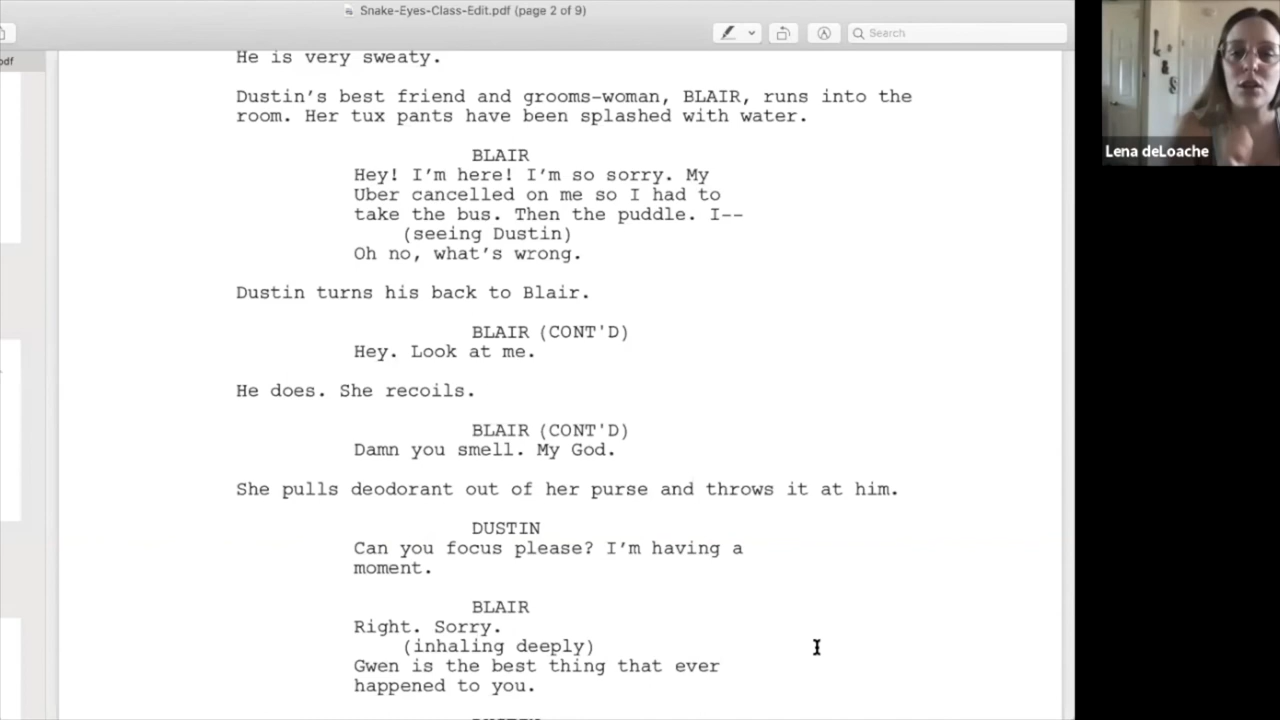 Snake-Eyes-Class-Edit.pdf (page 2 of 9)
Search
pdf
He is very sweaty.
Dustin’s best friend and grooms-woman, BLAIR, runs into the
room. Her tux pants have been splashed with water.
BLAIR
Hey! I’m here! I’m so sorry. My
Uber cancelled on me so I had to
take the bus. Then the puddle. I--
(seeing Dustin)
Oh no, what’s wrong.
Dustin turns his back to Blair.
BLAIR (CONT'D)
Hey. Look at me.
He does. She recoils.
BLAIR (CONT'D)
Damn you smell. My God.
She pulls deodorant out of her purse and throws it at him.
DUSTIN
Can you focus please? I’m having a
moment.
BLAIR
Right. Sorry.
(inhaling deeply)
Gwen is the best thing that ever
happened to you.
Lena deLoache